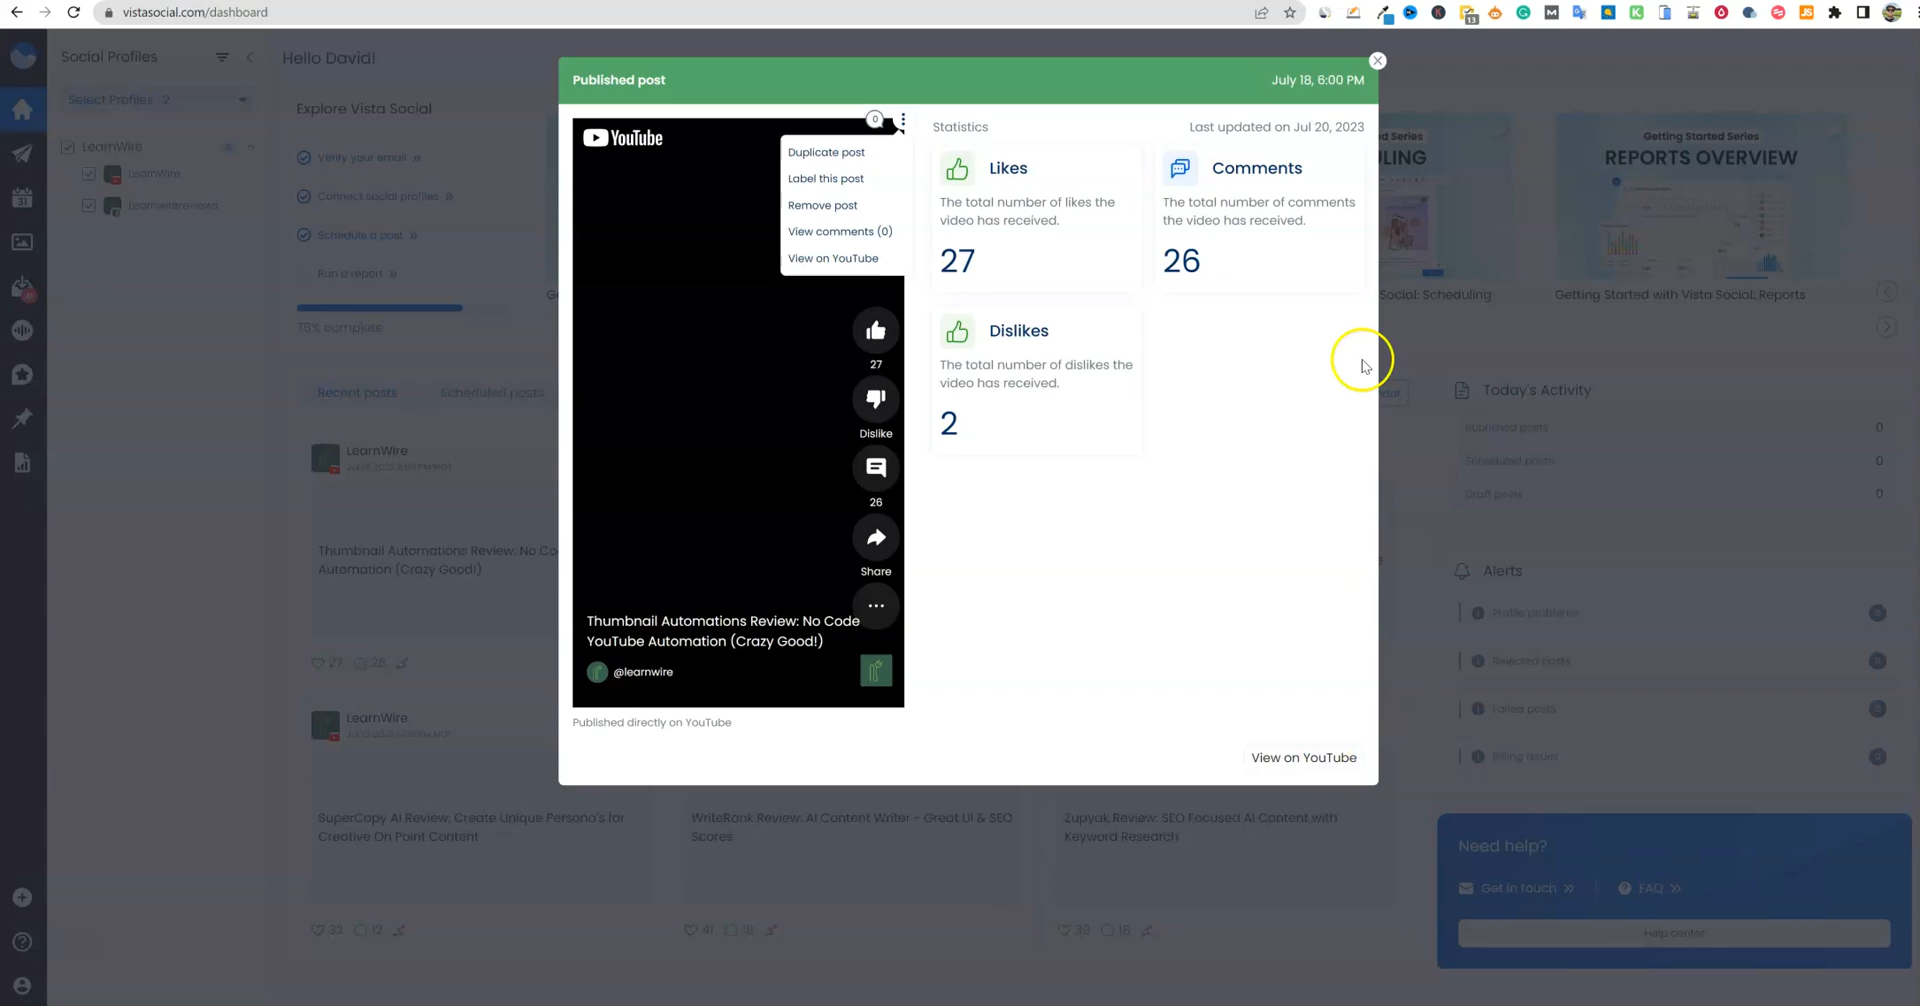 vistasocial.com/dashboard
13
Social Profiles
Select Profiles 2
LearnWire
LearnWire
Learnwirereviews
31
Hello David!
Explore Vista Social
Verify your email »
Connect social profiles »
Schedule a post »
Run a report »
75% complete
Published post
July 18, 6:00 PM
0
YouTube
Duplicate post
Label this post
Remove post
View comments (0)
View on YouTube
27
Dislike
26
Share
Thumbnail Automations Review: No Code
YouTube Automation (Crazy Good!)
@learnwire
Published directly on YouTube
Statistics
Last updated on Jul 20, 2023
Likes
The total number of likes the
video has received.
27
Comments
The total number of comments
the video has received.
26
Dislikes
The total number of dislikes the
video has received.
2
View on YouTube
Getting Started Series
REPORTS OVERVIEW
Social: Scheduling
Getting Started with Vista Social: Reports
Recent posts
Scheduled posts
LearnWire
Thumbnail Automations Review: No Co
Automation (Crazy Good!)
27
26
LearnWire
SuperCopy AI Review: Create Unique Persona's for
Creative On Point Content
33
12
WriteRank Review: AI Content Writer - Great UI & SEO
Scores
41
18
Zupyak Review: SEO Focused AI Content with
Keyword Research
39
18
Today's Activity
Published posts
0
Scheduled posts
0
Draft posts
0
Alerts
Profile problems
0
Rejected posts
0
Failed posts
0
Billing issues
0
Need help?
Get in touch »
FAQ »
Help center